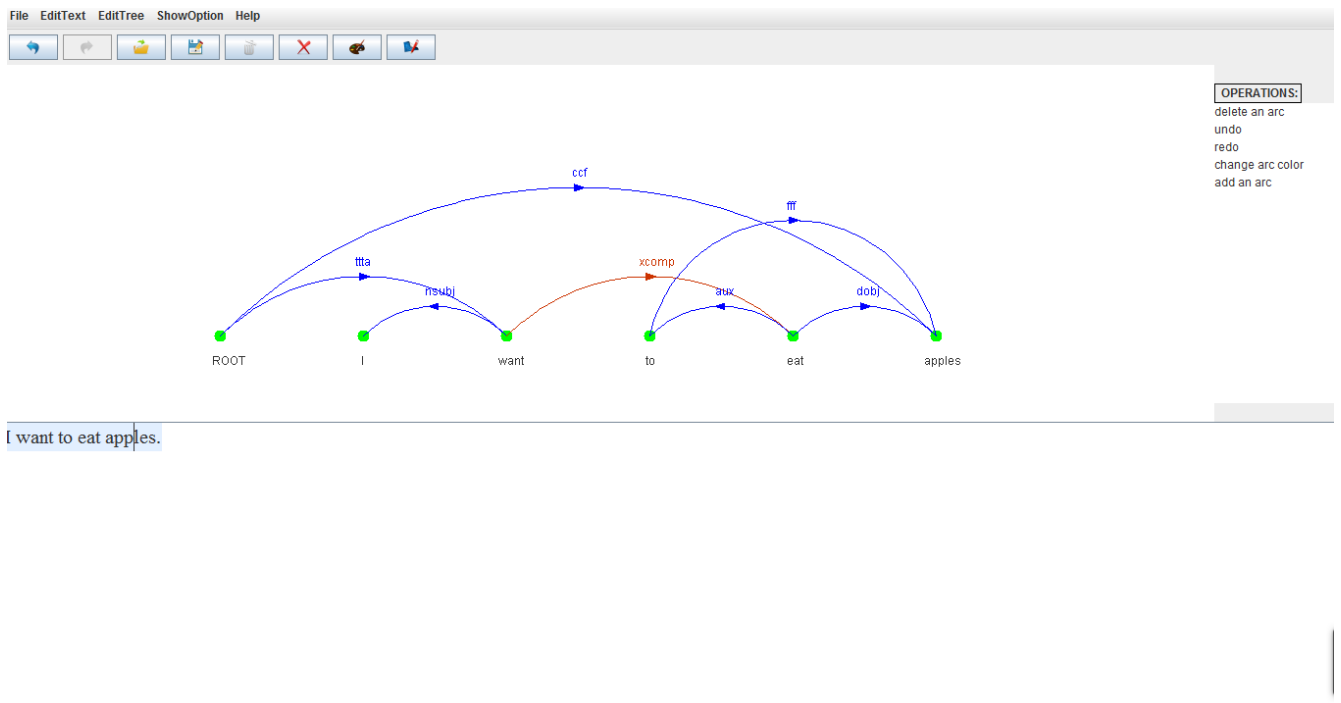 File EditText EditTree ShowOption Help
OPERATIONS:
delete an arc
undo
redo
change arc color
add an arc
ccf
fff
ttta
xcomp
nsubj
aux
dobj
ROOT I want to eat apples
I want to eat apples.